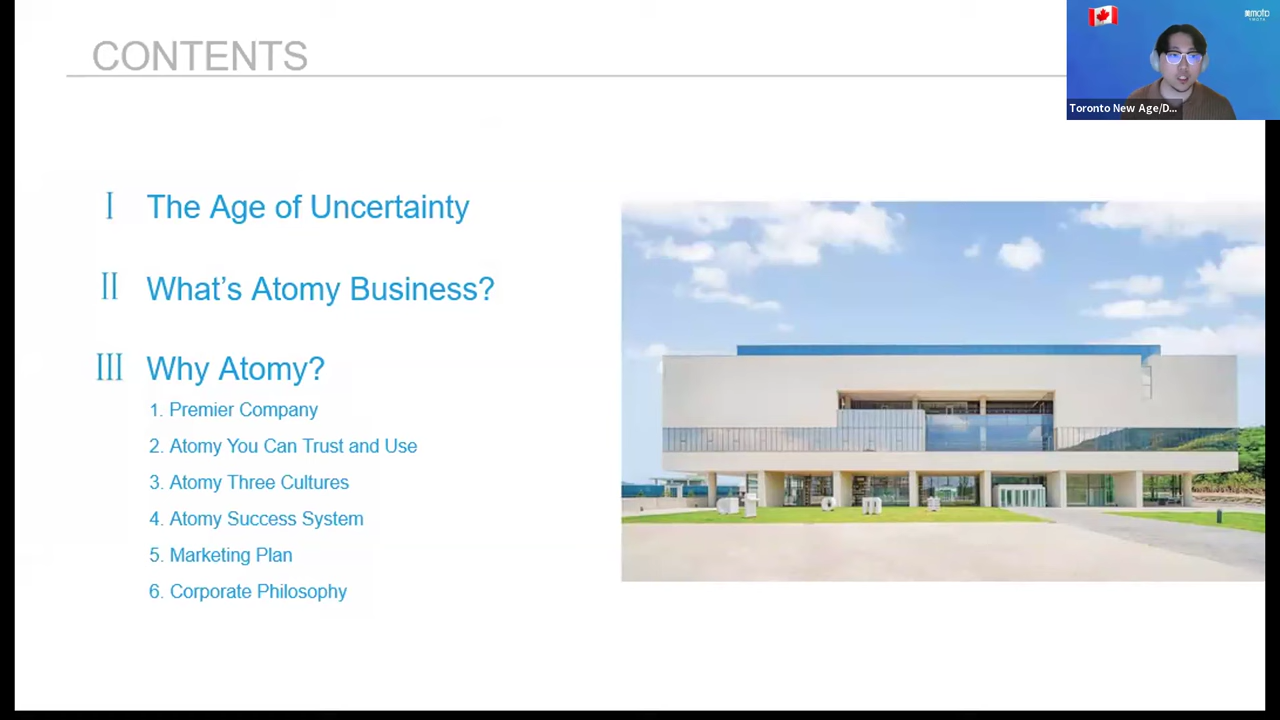 CONTENTS
Toronto New Age/D...
I The Age of Uncertainty
II What's Atomy Business?
III Why Atomy?
1. Premier Company
2. Atomy You Can Trust and Use
3. Atomy Three Cultures
4. Atomy Success System
5. Marketing Plan
6. Corporate Philosophy